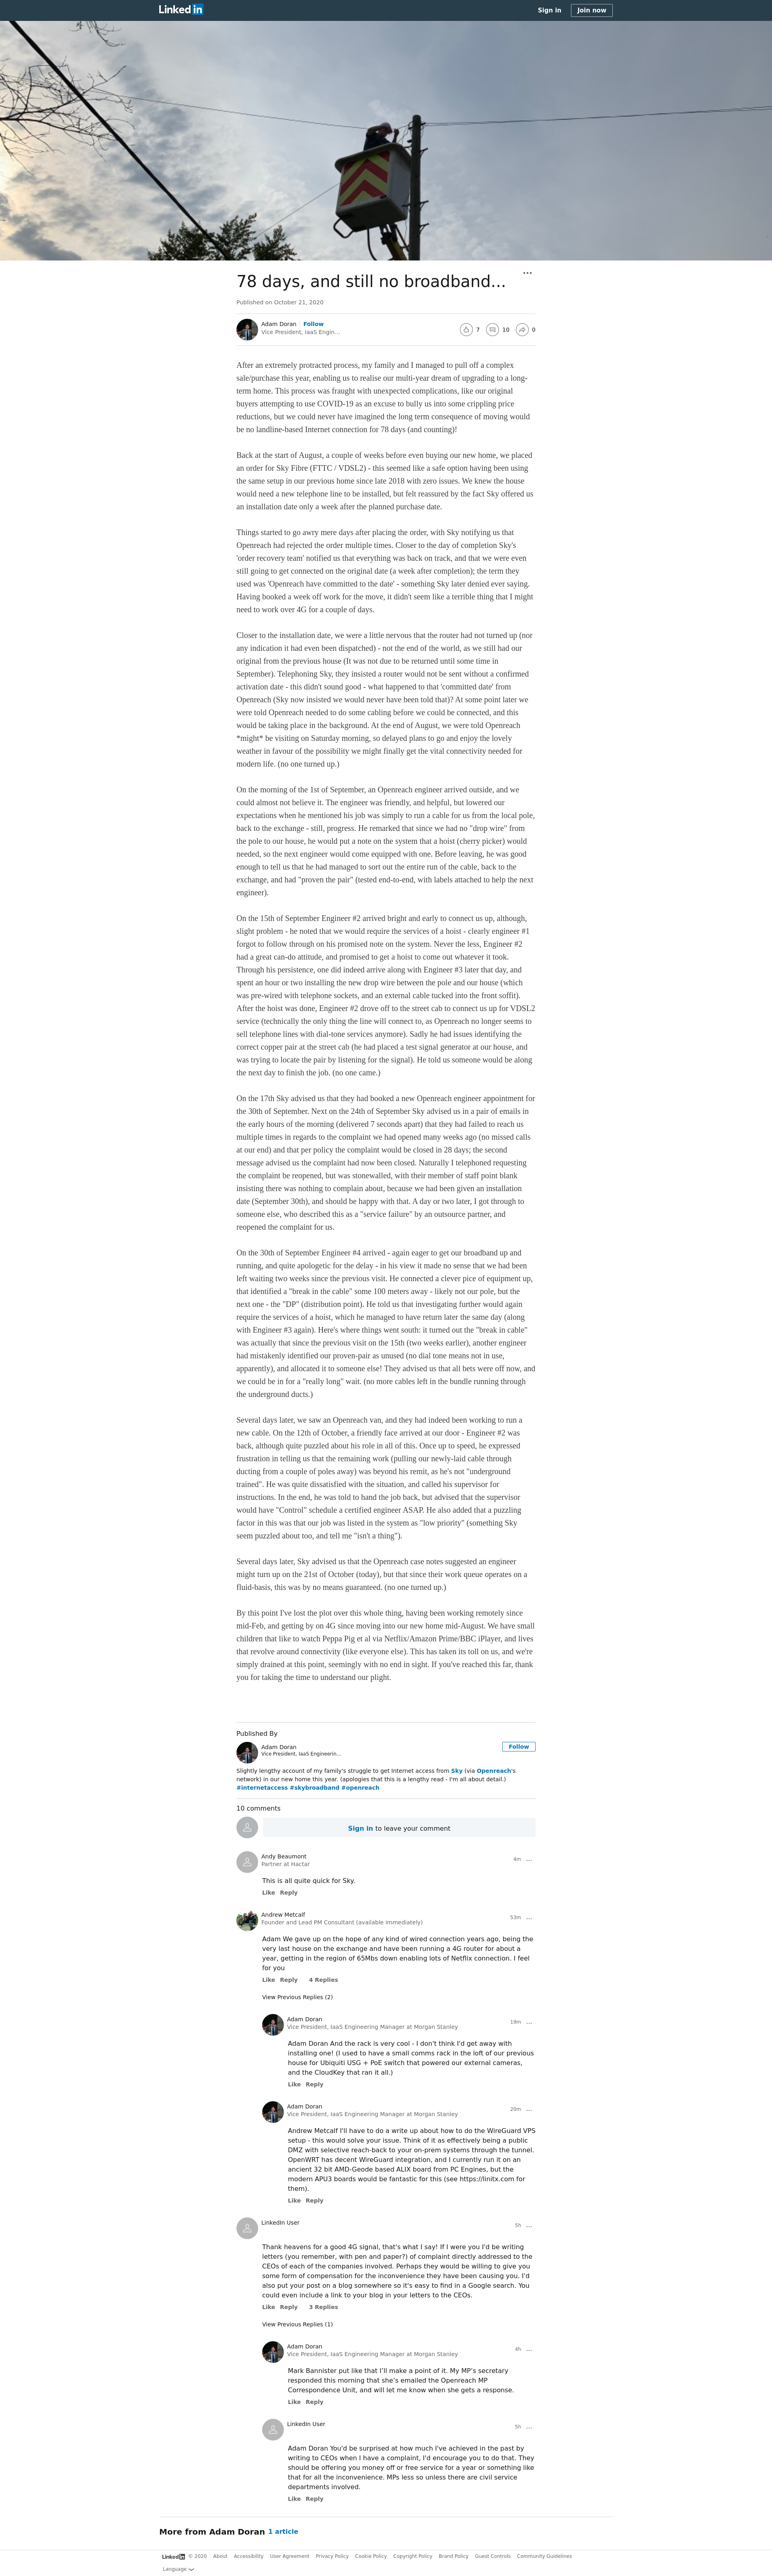 LinkedIn
Sign in
Join now
78 days, and still no broadband...
Published on October 21, 2020
Adam Doran Follow
Vice President, IaaS Engin...
7 10 0
After an extremely protracted process, my family and I managed to pull off a complex
sale/purchase this year, enabling us to realise our multi-year dream of upgrading to a long-
term home. This process was fraught with unexpected complications, like our original
buyers attempting to use COVID-19 as an excuse to bully us into some crippling price
reductions, but we could never have imagined the long term consequence of moving would
be no landline-based Internet connection for 78 days (and counting)!
Back at the start of August, a couple of weeks before even buying our new home, we placed
an order for Sky Fibre (FTTC / VDSL2) - this seemed like a safe option having been using
the same setup in our previous home since late 2018 with zero issues. We knew the house
would need a new telephone line to be installed, but felt reassured by the fact Sky offered us
an installation date only a week after the planned purchase date.
Things started to go awry mere days after placing the order, with Sky notifying us that
Openreach had rejected the order multiple times. Closer to the day of completion Sky's
'order recovery team' notified us that everything was back on track, and that we were even
still going to get connected on the original date (a week after completion); the term they
used was 'Openreach have committed to the date' - something Sky later denied ever saying.
Having booked a week off work for the move, it didn't seem like a terrible thing that I might
need to work over 4G for a couple of days.
Closer to the installation date, we were a little nervous that the router had not turned up (nor
any indication it had even been dispatched) - not the end of the world, as we still had our
original from the previous house (It was not due to be returned until some time in
September). Telephoning Sky, they insisted a router would not be sent without a confirmed
activation date - this didn't sound good - what happened to that 'committed date' from
Openreach (Sky now insisted we would never have been told that)? At some point later we
were told Openreach needed to do some cabling before we could be connected, and this
would be taking place in the background. At the end of August, we were told Openreach
*might* be visiting on Saturday morning, so delayed plans to go and enjoy the lovely
weather in favour of the possibility we might finally get the vital connectivity needed for
modern life. (no one turned up.)
On the morning of the 1st of September, an Openreach engineer arrived outside, and we
could almost not believe it. The engineer was friendly, and helpful, but lowered our
expectations when he mentioned his job was simply to run a cable for us from the local pole,
back to the exchange - still, progress. He remarked that since we had no "drop wire" from
the pole to our house, he would put a note on the system that a hoist (cherry picker) would
needed, so the next engineer would come equipped with one. Before leaving, he was good
enough to tell us that he had managed to sort out the entire run of the cable, back to the
exchange, and had "proven the pair" (tested end-to-end, with labels attached to help the next
engineer).
On the 15th of September Engineer #2 arrived bright and early to connect us up, although,
slight problem - he noted that we would require the services of a hoist - clearly engineer #1
forgot to follow through on his promised note on the system. Never the less, Engineer #2
had a great can-do attitude, and promised to get a hoist to come out whatever it took.
Through his persistence, one did indeed arrive along with Engineer #3 later that day, and
spent an hour or two installing the new drop wire between the pole and our house (which
was pre-wired with telephone sockets, and an external cable tucked into the front soffit).
After the hoist was done, Engineer #2 drove off to the street cab to connect us up for VDSL2
service (technically the only thing the line will connect to, as Openreach no longer seems to
sell telephone lines with dial-tone services anymore). Sadly he had issues identifying the
correct copper pair at the street cab (he had placed a test signal generator at our house, and
was trying to locate the pair by listening for the signal). He told us someone would be along
the next day to finish the job. (no one came.)
On the 17th Sky advised us that they had booked a new Openreach engineer appointment for
the 30th of September. Next on the 24th of September Sky advised us in a pair of emails in
the early hours of the morning (delivered 7 seconds apart) that they had failed to reach us
multiple times in regards to the complaint we had opened many weeks ago (no missed calls
at our end) and that per policy the complaint would be closed in 28 days; the second
message advised us the complaint had now been closed. Naturally I telephoned requesting
the complaint be reopened, but was stonewalled, with their member of staff point blank
insisting there was nothing to complain about, because we had been given an installation
date (September 30th), and should be happy with that. A day or two later, I got through to
someone else, who described this as a "service failure" by an outsource partner, and
reopened the complaint for us.
On the 30th of September Engineer #4 arrived - again eager to get our broadband up and
running, and quite apologetic for the delay - in his view it made no sense that we had been
left waiting two weeks since the previous visit. He connected a clever pice of equipment up,
that identified a "break in the cable" some 100 meters away - likely not our pole, but the
next one - the "DP" (distribution point). He told us that investigating further would again
require the services of a hoist, which he managed to have return later the same day (along
with Engineer #3 again). Here's where things went south: it turned out the "break in cable"
was actually that since the previous visit on the 15th (two weeks earlier), another engineer
had mistakenly identified our proven-pair as unused (no dial tone means not in use,
apparently), and allocated it to someone else! They advised us that all bets were off now, and
we could be in for a "really long" wait. (no more cables left in the bundle running through
the underground ducts.)
Several days later, we saw an Openreach van, and they had indeed been working to run a
new cable. On the 12th of October, a friendly face arrived at our door - Engineer #2 was
back, although quite puzzled about his role in all of this. Once up to speed, he expressed
frustration in telling us that the remaining work (pulling our newly-laid cable through
ducting from a couple of poles away) was beyond his remit, as he's not "underground
trained". He was quite dissatisfied with the situation, and called his supervisor for
instructions. In the end, he was told to hand the job back, but advised that the supervisor
would have "Control" schedule a certified engineer ASAP. He also added that a puzzling
factor in this was that our job was listed in the system as "low priority" (something Sky
seem puzzled about too, and tell me "isn't a thing").
Several days later, Sky advised us that the Openreach case notes suggested an engineer
might turn up on the 21st of October (today), but that since their work queue operates on a
fluid-basis, this was by no means guaranteed. (no one turned up.)
By this point I've lost the plot over this whole thing, having been working remotely since
mid-Feb, and getting by on 4G since moving into our new home mid-August. We have small
children that like to watch Peppa Pig et al via Netflix/Amazon Prime/BBC iPlayer, and lives
that revolve around connectivity (like everyone else). This has taken its toll on us, and we're
simply drained at this point, seemingly with no end in sight. If you've reached this far, thank
you for taking the time to understand our plight.
Published By
Adam Doran
Follow
Vice President, IaaS Engineerin...
Slightly lengthy account of my family's struggle to get Internet access from Sky (via Openreach's
network) in our new home this year. (apologies that this is a lengthy read - I'm all about detail.)
#internetaccess #skybroadband #openreach
10 comments
Sign in to leave your comment
Andy Beaumont
4m
Partner at Hactar
This is all quite quick for Sky.
Like Reply
Andrew Metcalf
53m
Founder and Lead PM Consultant (available immediately)
Adam We gave up on the hope of any kind of wired connection years ago, being the
very last house on the exchange and have been running a 4G router for about a
year, getting in the region of 65Mbs down enabling lots of Netflix connection. I feel
for you
Like Reply 4 Replies
View Previous Replies (2)
Adam Doran
19m
Vice President, IaaS Engineering Manager at Morgan Stanley
Adam Doran And the rack is very cool - I don't think I'd get away with
installing one! (I used to have a small comms rack in the loft of our previous
house for Ubiquiti USG + PoE switch that powered our external cameras,
and the CloudKey that ran it all.)
Like Reply
Adam Doran
20m
Vice President, IaaS Engineering Manager at Morgan Stanley
Andrew Metcalf I'll have to do a write up about how to do the WireGuard VPS
setup - this would solve your issue. Think of it as effectively being a public
DMZ with selective reach-back to your on-prem systems through the tunnel.
OpenWRT has decent WireGuard integration, and I currently run it on an
ancient 32 bit AMD-Geode based ALIX board from PC Engines, but the
modern APU3 boards would be fantastic for this (see https://linitx.com for
them).
Like Reply
LinkedIn User
5h
Thank heavens for a good 4G signal, that's what I say! If I were you I'd be writing
letters (you remember, with pen and paper?) of complaint directly addressed to the
CEOs of each of the companies involved. Perhaps they would be willing to give you
some form of compensation for the inconvenience they have been causing you. I'd
also put your post on a blog somewhere so it's easy to find in a Google search. You
could even include a link to your blog in your letters to the CEOs.
Like Reply 3 Replies
View Previous Replies (1)
Adam Doran
4h
Vice President, IaaS Engineering Manager at Morgan Stanley
Mark Bannister put like that I'll make a point of it. My MP's secretary
responded this morning that she's emailed the Openreach MP
Correspondence Unit, and will let me know when she gets a response.
Like Reply
LinkedIn User
5h
Adam Doran You'd be surprised at how much I've achieved in the past by
writing to CEOs when I have a complaint, I'd encourage you to do that. They
should be offering you money off or free service for a year or something like
that for all the inconvenience. MPs less so unless there are civil service
departments involved.
Like Reply
More from Adam Doran 1 article
LinkedIn © 2020 About Accessibility User Agreement Privacy Policy Cookie Policy Copyright Policy Brand Policy Guest Controls Community Guidelines
Language